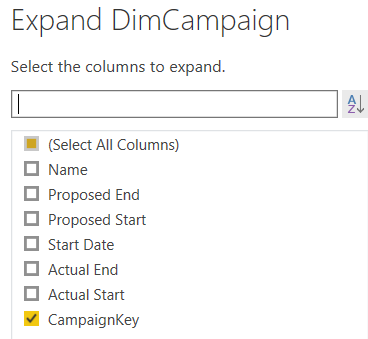 Expand DimCampaign
Select the columns to expand.
A
Z
(Select All Columns)
Name
Proposed End
Proposed Start
Start Date
Actual End
Actual Start
CampaignKey